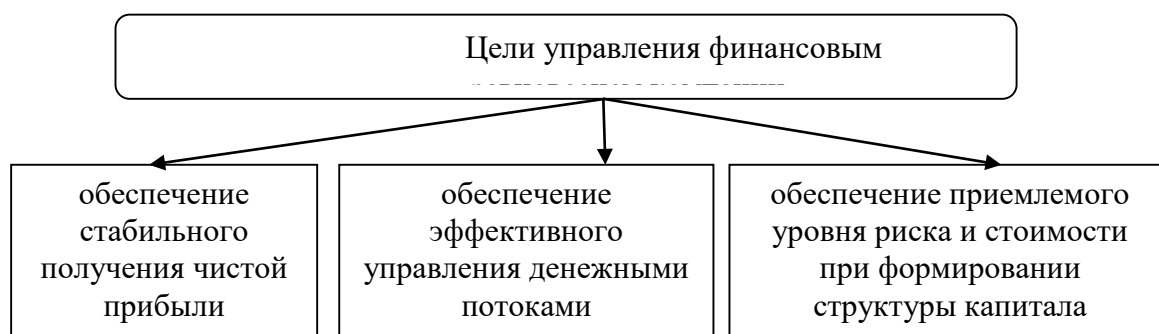 Цели управления финансовым
обеспечение
стабильного
получения чистой
прибыли
обеспечение
эффективного
управления денежными
потоками
обеспечение приемлемого
уровня риска и стоимости
при формировании
структуры капитала